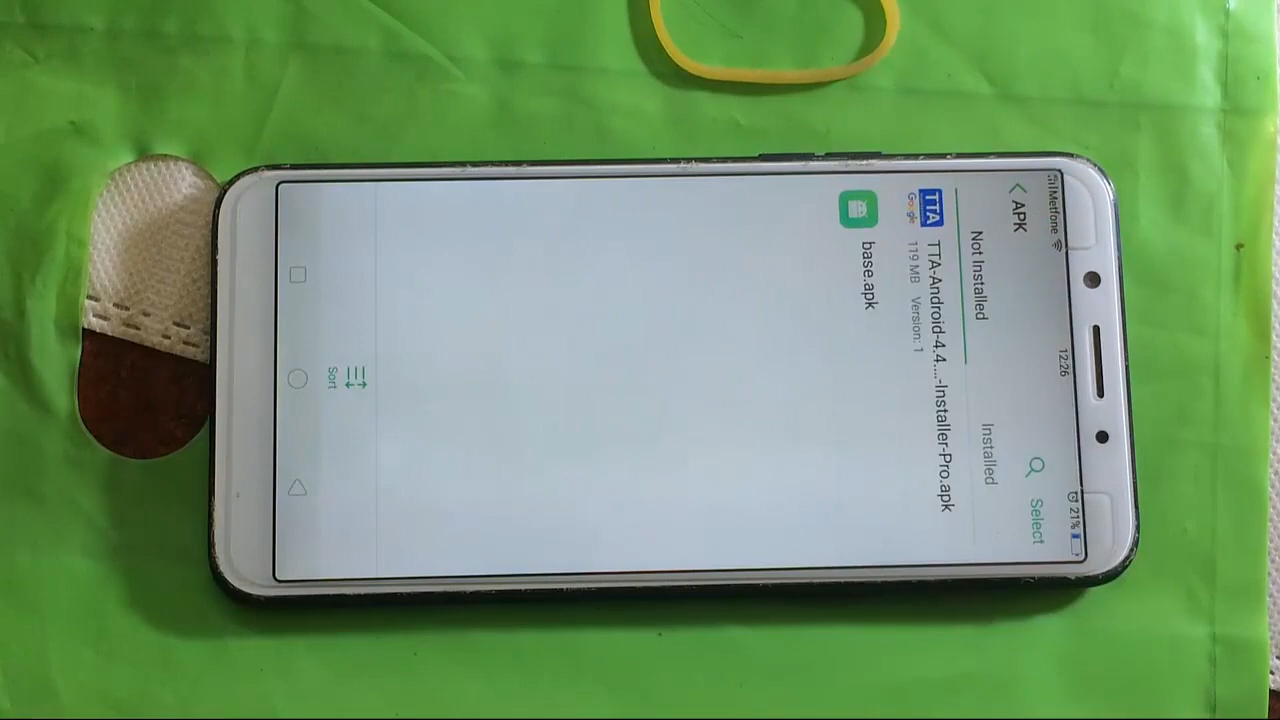 Metfone
12:26
21%
APK
Select
Not Installed
Installed
TTA
Google
TTA-Android-4.4....-Installer-Pro.apk
119 MB Version: 1
base.apk
Sort